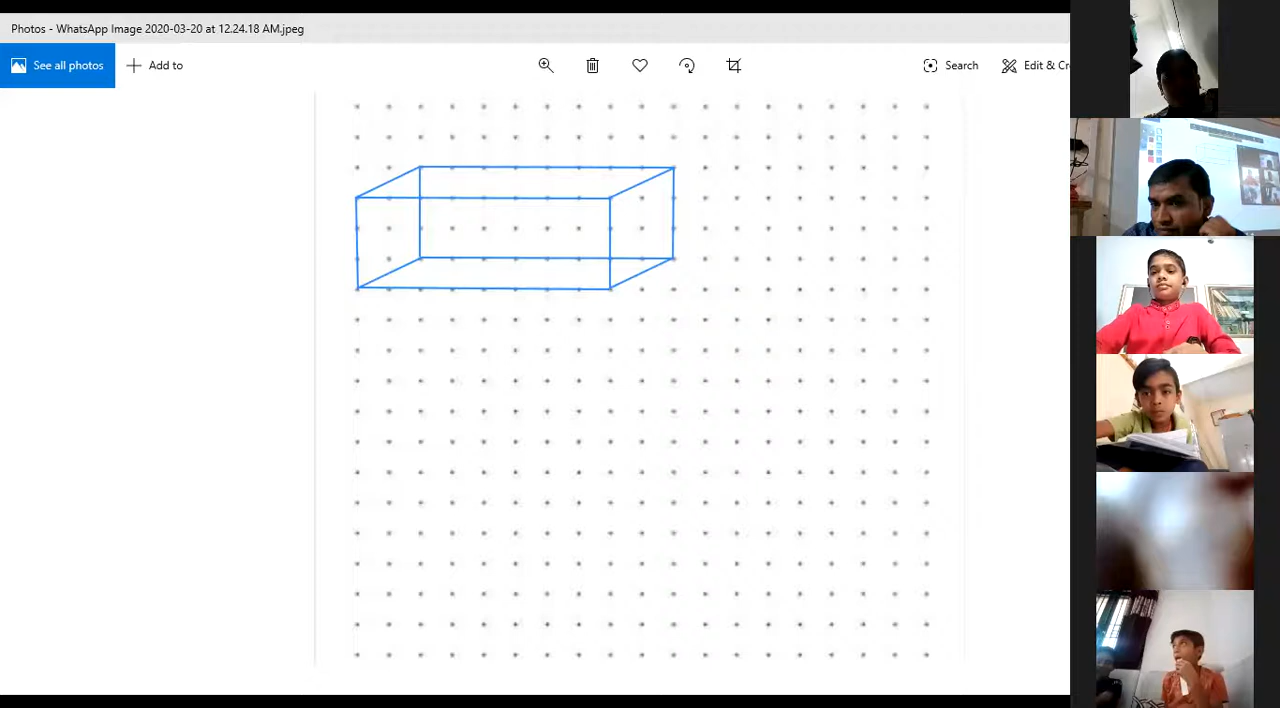 Photos - WhatsApp Image 2020-03-20 at 12.24.18 AM.jpeg
See all photos
Add to
Search
Edit & Cr